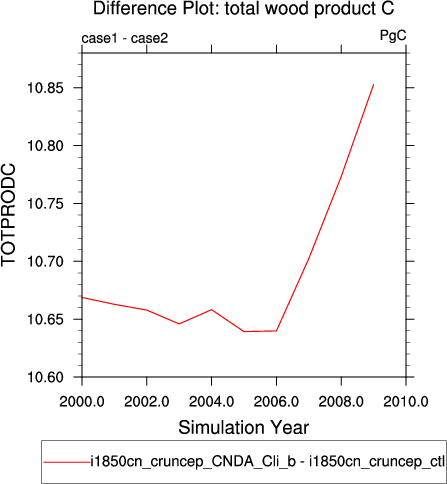 Difference Plot: total wood product C
case1 - case2
PgC
TOTPRODC
10.85
10.80
10.75
10.70
10.65
10.60
2000.0 2002.0 2004.0 2006.0 2008.0 2010.0
Simulation Year
i1850cn_cruncep_CNDA_Cli_b - i1850cn_cruncep_ctl